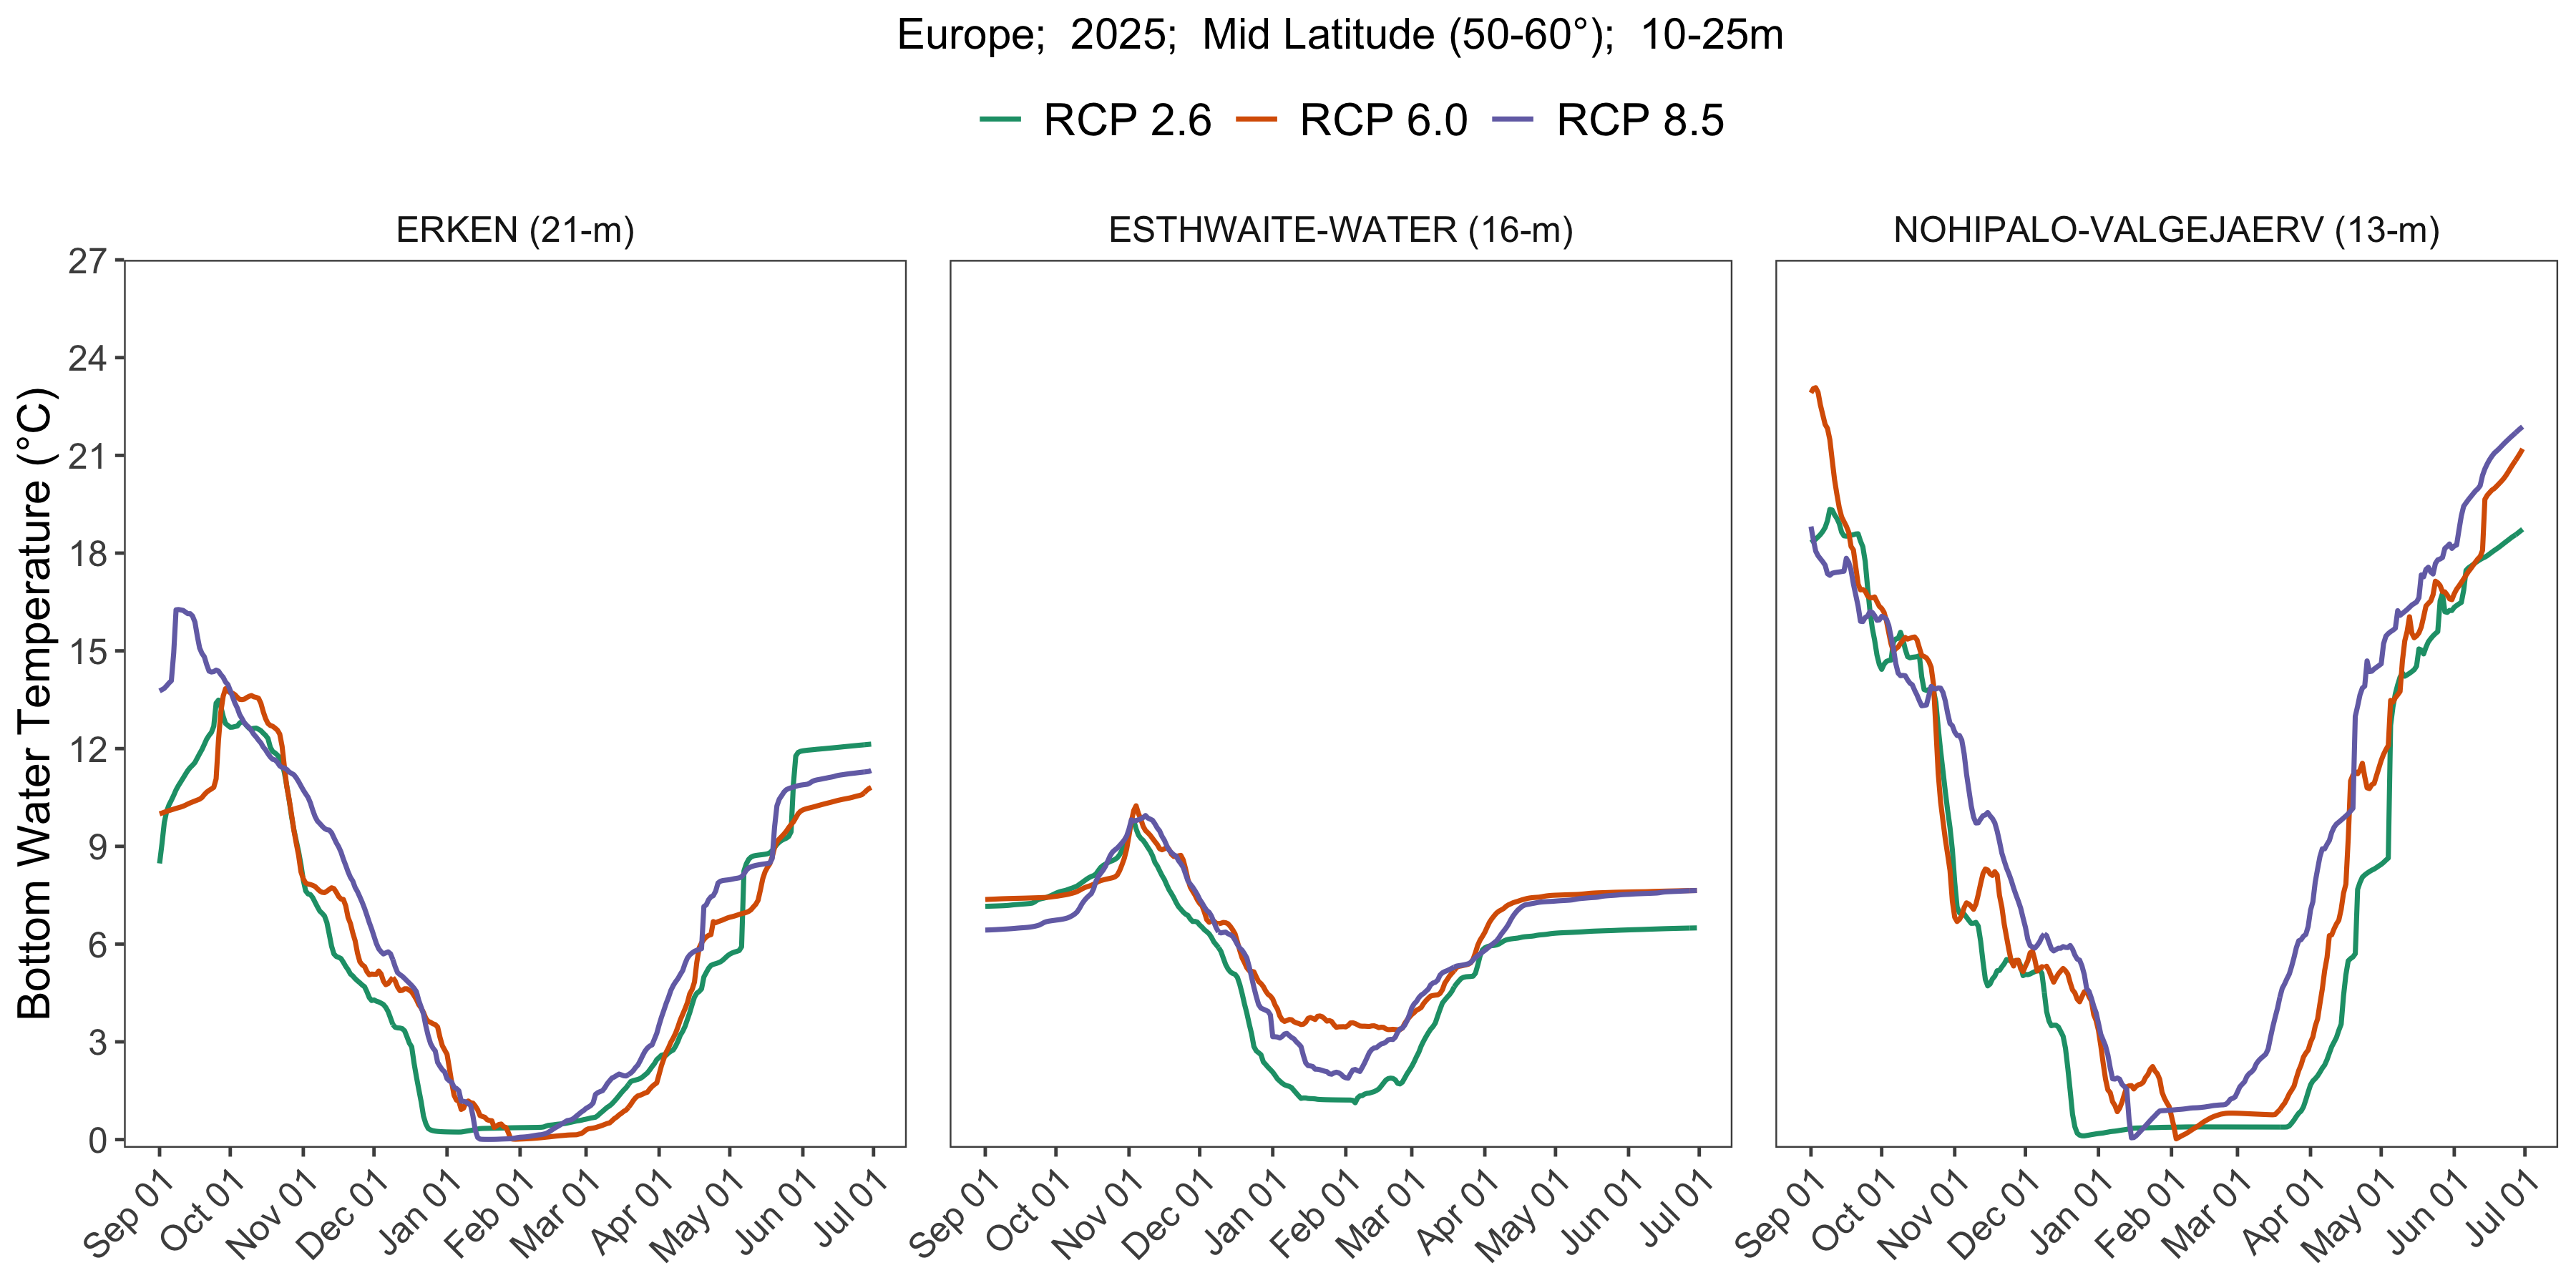 Europe;  2025;  Mid Latitude (50-60°);  10-25m
RCP 2.6 RCP 6.0 RCP 8.5
ERKEN (21-m) ESTHWAITE-WATER (16-m) NOHIPALO-VALGEJAERV (13-m)
Bottom Water Temperature (°C)
27
24
21
18
15
12
9
6
3
0
Sep 01 Oct 01 Nov 01 Dec 01 Jan 01 Feb 01 Mar 01 Apr 01 May 01 Jun 01 Jul 01
Sep 01 Oct 01 Nov 01 Dec 01 Jan 01 Feb 01 Mar 01 Apr 01 May 01 Jun 01 Jul 01
Sep 01 Oct 01 Nov 01 Dec 01 Jan 01 Feb 01 Mar 01 Apr 01 May 01 Jun 01 Jul 01